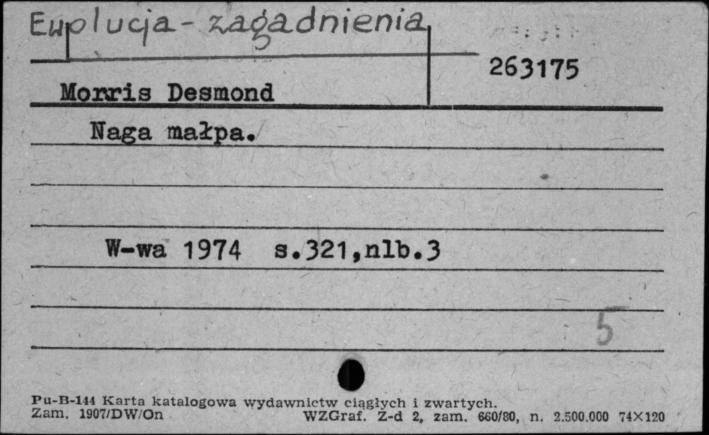 Ewolucja - zagadnienia
263175
Morris Desmond
Naga małpa.
W-wa 1974 s.321,nlb.3
5
Pu-B-144 Karta katalogowa wydawnictw ciągłych i zwartych.
Zam. 1907/DW/On WZGraf. Z-d 2, zam. 660/80, n. 2.500.000 74×120